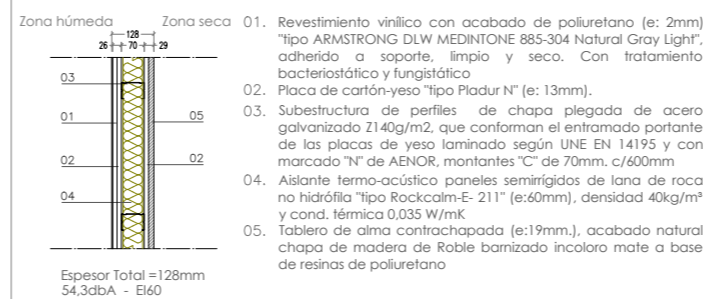 Zona húmeda
Zona seca
128
26 70 29
03
01
05
02
02
04
Espesor Total =128mm
54,3dbA - EI60
01. Revestimiento vinílico con acabado de poliuretano (e: 2mm)
"tipo ARMSTRONG DLW MEDINTONE 885-304 Natural Gray Light",
adherido a soporte, limpio y seco. Con tratamiento
bacteriostático y fungistático
02. Placa de cartón-yeso "tipo Pladur N" (e: 13mm).
03. Subestructura de perfiles de chapa plegada de acero
galvanizado Z140g/m2, que conforman el entramado portante
de las placas de yeso laminado según UNE EN 14195 y con
marcado "N" de AENOR, montantes "C" de 70mm. c/600mm
04. Aislante termo-acústico paneles semirrígidos de lana de roca
no hidrófila "tipo Rockcalm-E- 211" (e:60mm), densidad 40kg/m³
y cond. térmica 0,035 W/mK
05. Tablero de alma contrachapada (e:19mm.), acabado natural
chapa de madera de Roble barnizado incoloro mate a base
de resinas de poliuretano